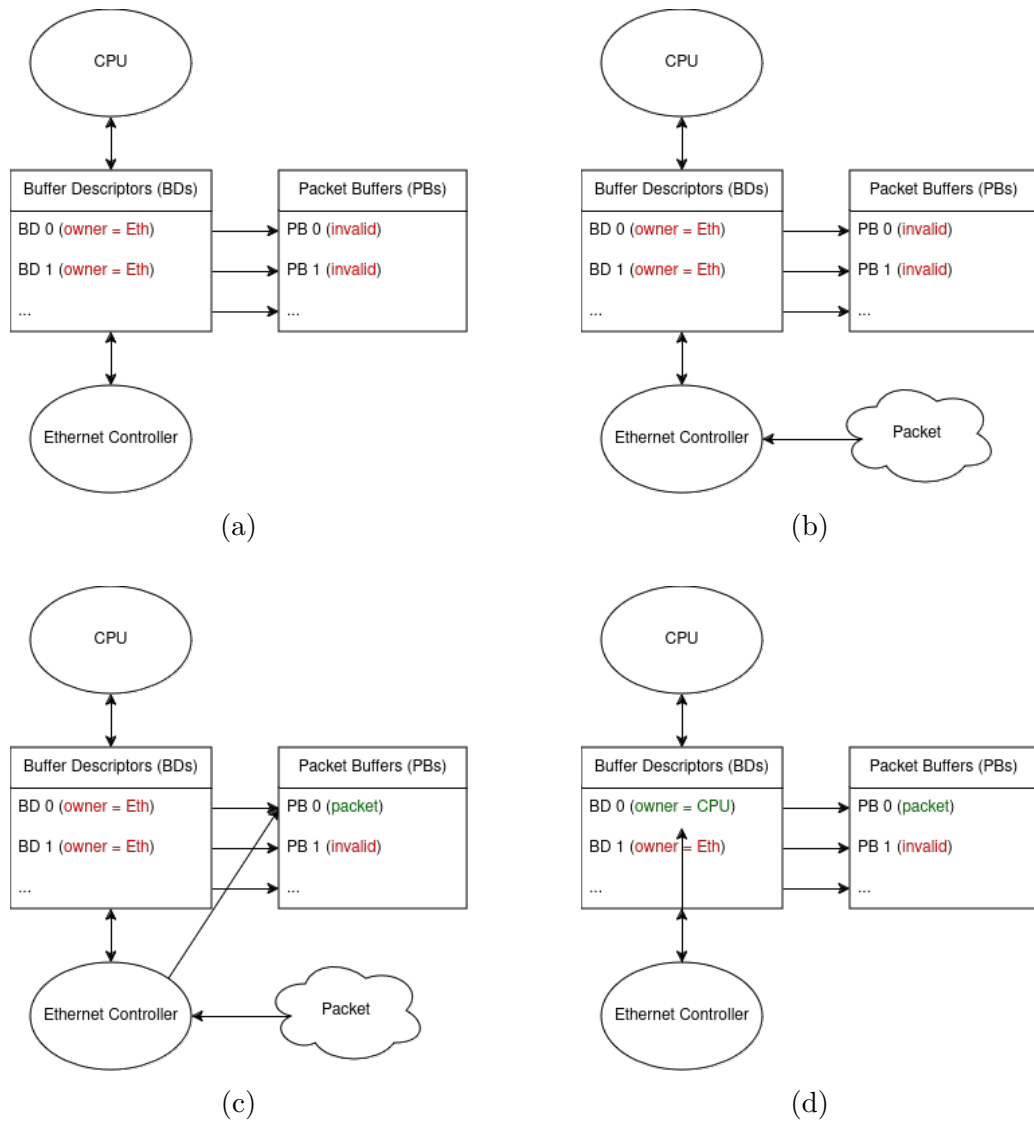 CPU
Buffer Descriptors (BDs)
Packet Buffers (PBs)
BD 0 (owner = Eth)
PB 0 (invalid)
BD 1 (owner = Eth)
PB 1 (invalid)
...
...
Ethernet Controller
(a)
CPU
Buffer Descriptors (BDs)
Packet Buffers (PBs)
BD 0 (owner = Eth)
PB 0 (invalid)
BD 1 (owner = Eth)
PB 1 (invalid)
...
...
Ethernet Controller
Packet
(b)
CPU
Buffer Descriptors (BDs)
Packet Buffers (PBs)
BD 0 (owner = Eth)
PB 0 (packet)
BD 1 (owner = Eth)
PB 1 (invalid)
...
...
Ethernet Controller
Packet
(c)
CPU
Buffer Descriptors (BDs)
Packet Buffers (PBs)
BD 0 (owner = CPU)
PB 0 (packet)
BD 1 (owner = Eth)
PB 1 (invalid)
...
...
Ethernet Controller
(d)